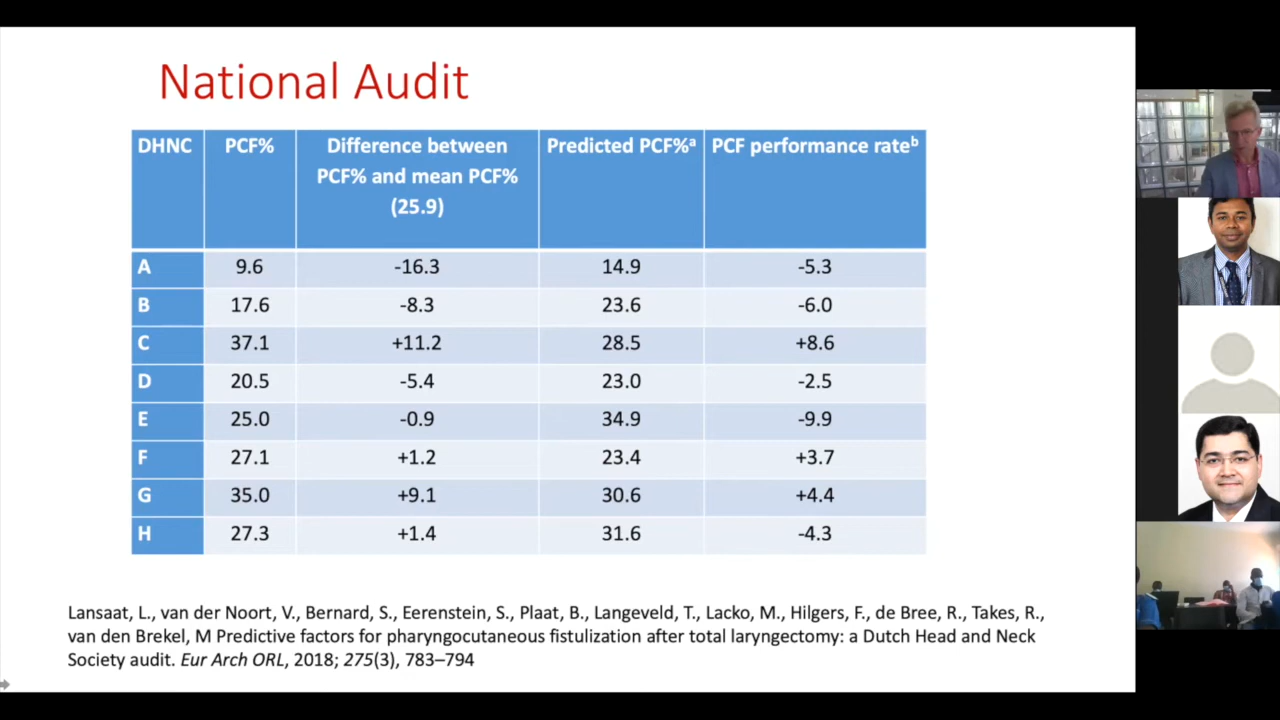 National Audit
DHNC PCF% Difference between PCF% and mean PCF% (25.9) Predicted PCF%ᵃ PCF performance rateᵇ
A 9.6 -16.3 14.9 -5.3
B 17.6 -8.3 23.6 -6.0
C 37.1 +11.2 28.5 +8.6
D 20.5 -5.4 23.0 -2.5
E 25.0 -0.9 34.9 -9.9
F 27.1 +1.2 23.4 +3.7
G 35.0 +9.1 30.6 +4.4
H 27.3 +1.4 31.6 -4.3
Lansaat, L., van der Noort, V., Bernard, S., Eerenstein, S., Plaat, B., Langeveld, T., Lacko, M., Hilgers, F., de Bree, R., Takes, R.,
van den Brekel, M Predictive factors for pharyngocutaneous fistulization after total laryngectomy: a Dutch Head and Neck
Society audit. Eur Arch ORL, 2018; 275(3), 783–794